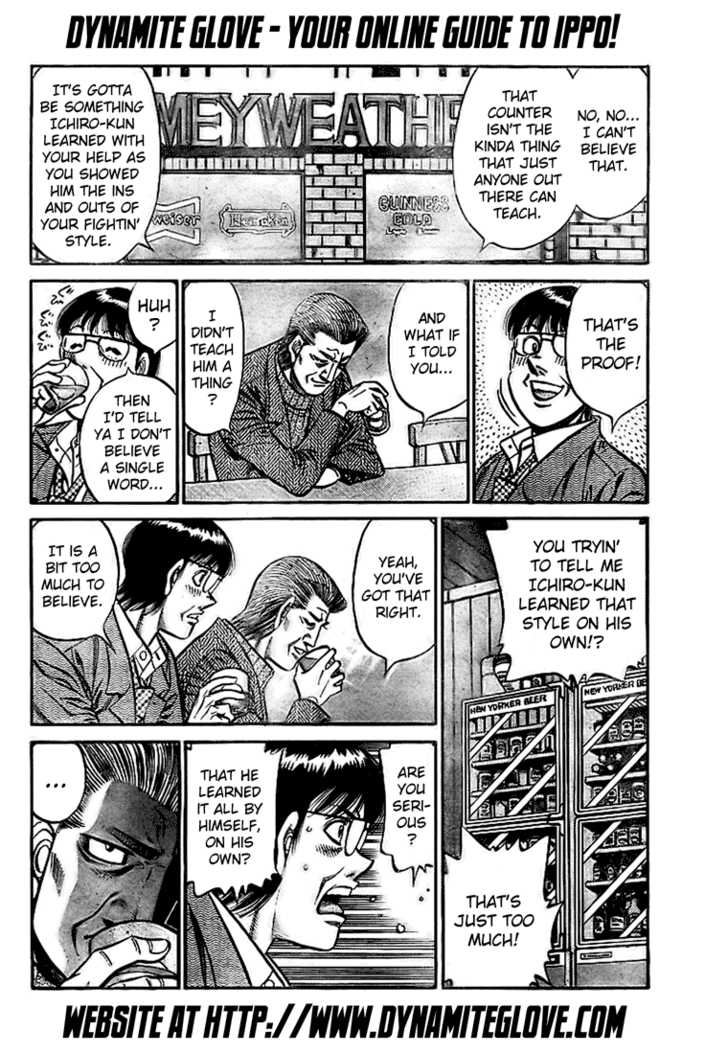 DYNAMITE GLOVE - YOUR ONLINE GUIDE TO IPPO!
NO, NO...
I CAN'T
BELIEVE
THAT.
THAT
COUNTER
ISN'T THE
KINDA THING
THAT JUST
ANYONE OUT
THERE CAN
TEACH.
MEYWEATHE
weiser
Heineken
GUINNESS
COLD
IT'S GOTTA
BE SOMETHING
ICHIRO-KUN
LEARNED WITH
YOUR HELP AS
YOU SHOWED
HIM THE INS
AND OUTS OF
YOUR FIGHTIN'
STYLE.
THAT'S
THE
PROOF!
AND
WHAT IF
I TOLD
YOU...
I
DIDN'T
TEACH
HIM A
THING
?
HUH
?
THEN
I'D TELL
YA I DON'T
BELIEVE
A SINGLE
WORD...
YOU TRYIN'
TO TELL ME
ICHIRO-KUN
LEARNED THAT
STYLE ON HIS
OWN!?
NEW YORKER BEER
NEW YORKER BE
THAT'S
JUST TOO
MUCH!
YEAH,
YOU'VE
GOT THAT
RIGHT.
IT IS A
BIT TOO
MUCH TO
BELIEVE.
ARE
YOU
SERI-
OUS
?
THAT HE
LEARNED
IT ALL BY
HIMSELF,
ON HIS
OWN?
...
WEBSITE AT HTTP://WWW.DYNAMITEGLOVE.COM